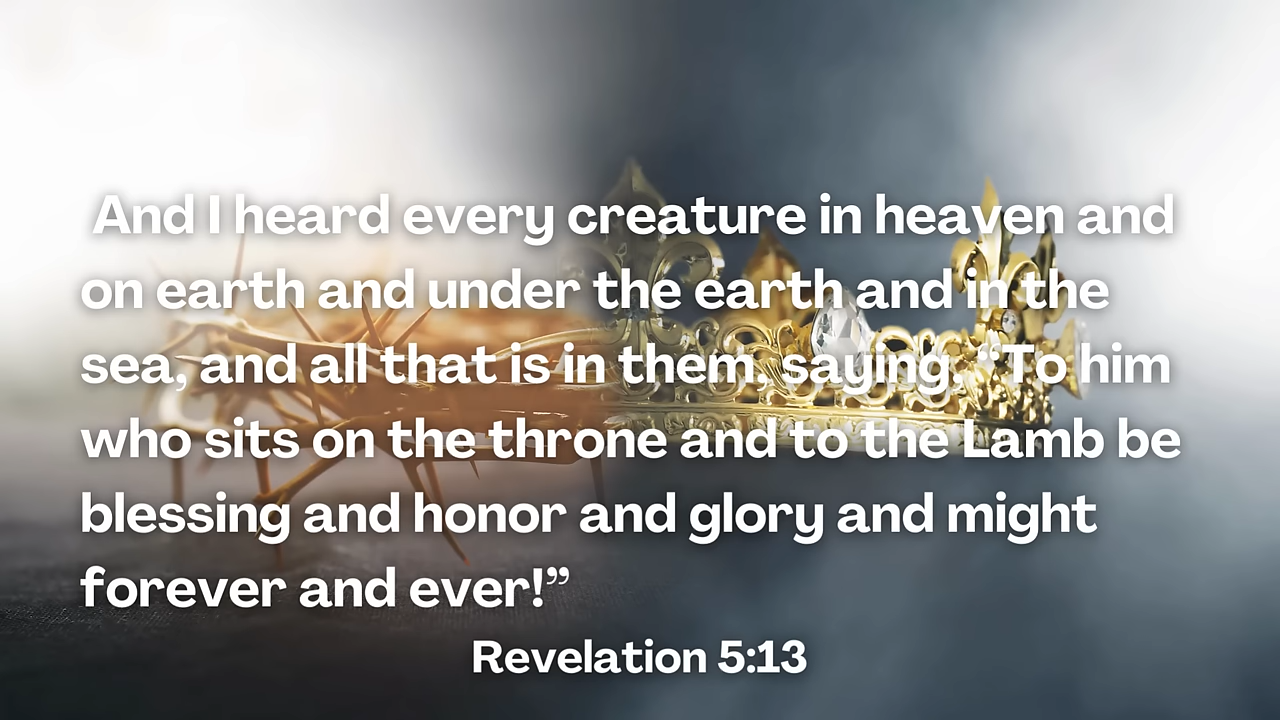 And I heard every creature in heaven and
on earth and under the earth and in the
sea, and all that is in them, saying, “To him
who sits on the throne and to the Lamb be
blessing and honor and glory and might
forever and ever!”
Revelation 5:13